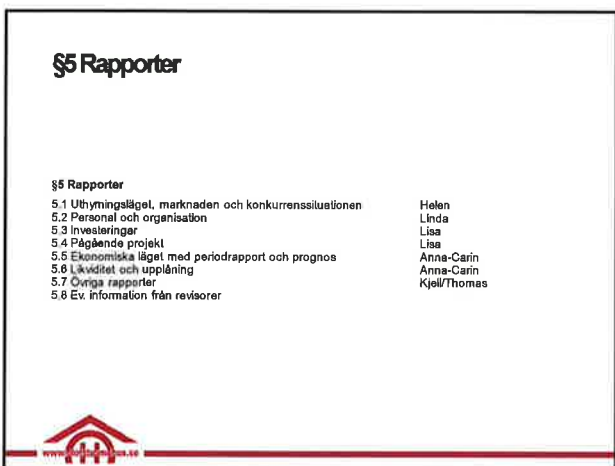 §5 Rapporter
§5 Rapporter
5.1 Uthyrningsläget, marknaden och konkurrenssituationen Helen
5.2 Personal och organisation Linda
5.3 Investeringar Lisa
5.4 Pågående projekt Lisa
5.5 Ekonomiska läget med periodrapport och prognos Anna-Carin
5.6 Likviditet och upplåning Anna-Carin
5.7 Övriga rapporter Kjell/Thomas
5.8 Ev. information från revisorer